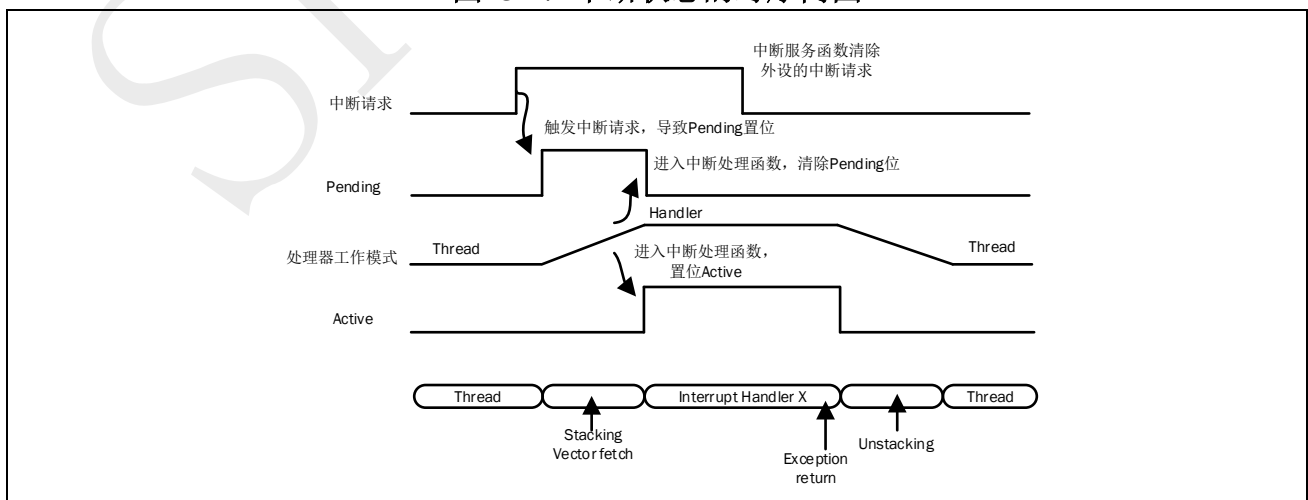 中断服务函数清除
外设的中断请求
中断请求
触发中断请求，导致Pending置位
进入中断处理函数，清除Pending位
Pending
Handler
处理器工作模式
Thread
进入中断处理函数，
置位Active
Thread
Active
Thread
Interrupt Handler X
Thread
Stacking
Vector fetch
Exception
return
Unstacking